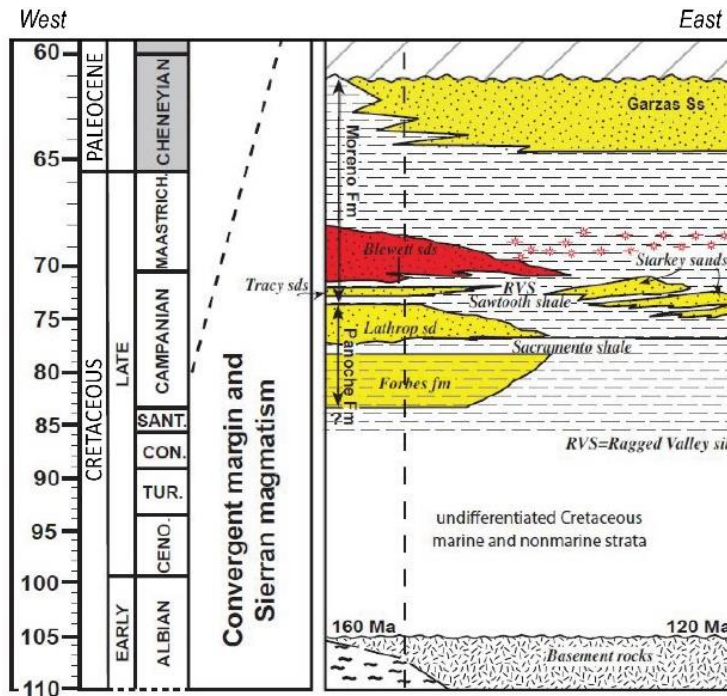 West
East
60
65
70
75
80
85
90
95
100
105
110
PALEOCENE
CRETACEOUS
LATE
EARLY
CHENEYIAN
MAASTRICH.
CAMPANIAN
SANT.
CON.
TUR.
CENO.
ALBIAN
Convergent margin and
Sierran magmatism
Garzas Ss
Moreno Fm
Blewett sds
Starkey sands
RVS
Tracy sds
Sawtooth shale
Lathrop sd
Sacramento shale
Panoche Fm
Forbes fm
?
RVS=Ragged Valley sil
undifferentiated Cretaceous
marine and nonmarine strata
160 Ma
120 Ma
Basement rocks